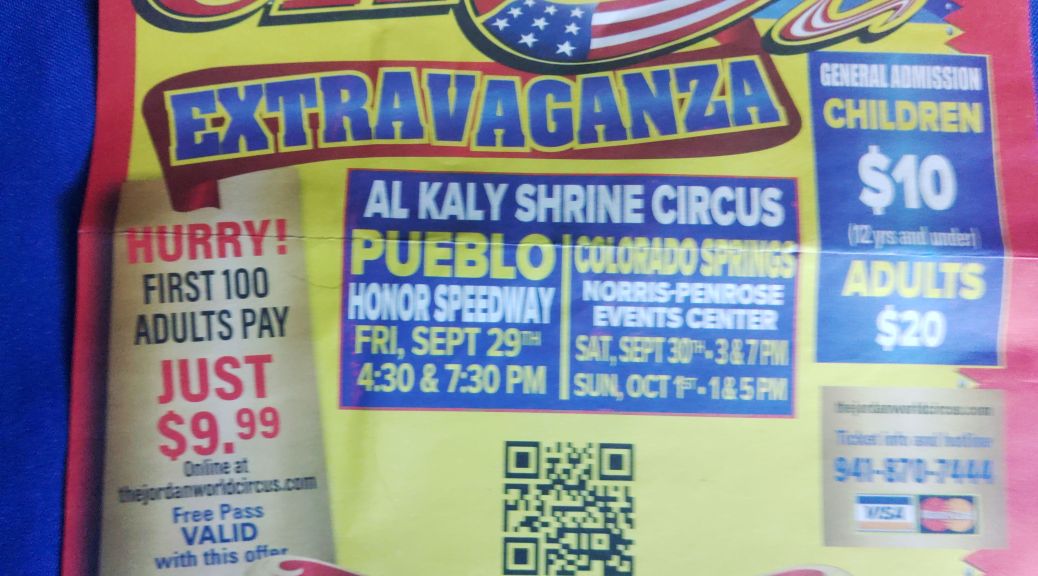 EXTRAVAGANZA
HURRY!
FIRST 100
ADULTS PAY
JUST
$9.99
Online at
thejordanworldcircus.com
Free Pass
VALID
with this offer
AL KALY SHRINE CIRCUS
PUEBLO
HONOR SPEEDWAY
FRI, SEPT 29TH
4:30 & 7:30 PM
COLORADO SPRINGS
NORRIS-PENROSE
EVENTS CENTER
SAT, SEPT 30TH - 3 & 7 PM
SUN, OCT 1ST - 1 & 5 PM
GENERAL ADMISSION
CHILDREN
$10
(12 yrs and under)
ADULTS
$20
thejordanworldcircus.com
Ticket info and hotline
941-870-7444
VISA
MasterCard